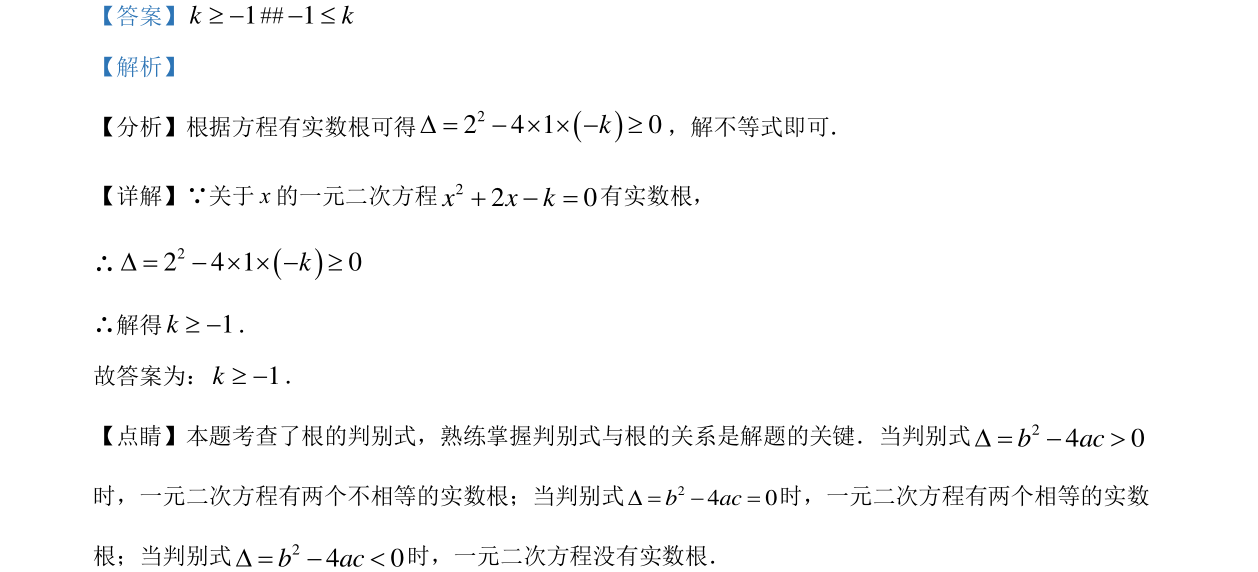 【答案】k ≥ −1##−1 ≤ k
【解析】
【分析】根据方程有实数根可得 Δ = 2² − 4×1×(−k) ≥ 0，解不等式即可.
【详解】∵关于 x 的一元二次方程 x² + 2x − k = 0 有实数根，
∴ Δ = 2² − 4×1×(−k) ≥ 0
∴解得 k ≥ −1.
故答案为：k ≥ −1.
【点睛】本题考查了根的判别式，熟练掌握判别式与根的关系是解题的关键. 当判别式 Δ = b² − 4ac > 0
时，一元二次方程有两个不相等的实数根；当判别式 Δ = b² − 4ac = 0 时，一元二次方程有两个相等的实数
根；当判别式 Δ = b² − 4ac < 0 时，一元二次方程没有实数根.